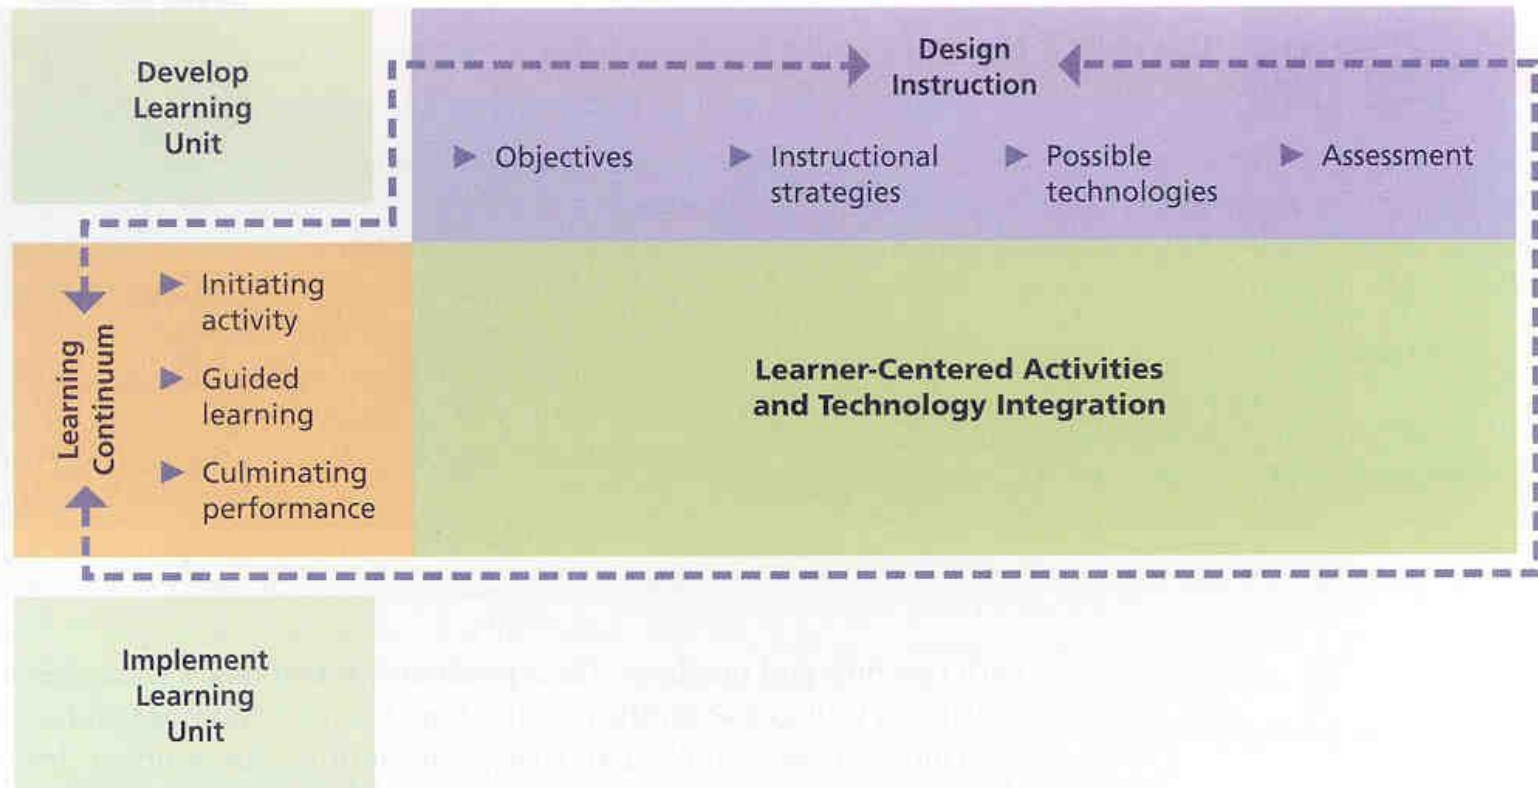 Develop
Learning
Unit
Design
Instruction
Objectives
Instructional
strategies
Possible
technologies
Assessment
Learning
Continuum
Initiating
activity
Guided
learning
Culminating
performance
Learner-Centered Activities
and Technology Integration
Implement
Learning
Unit